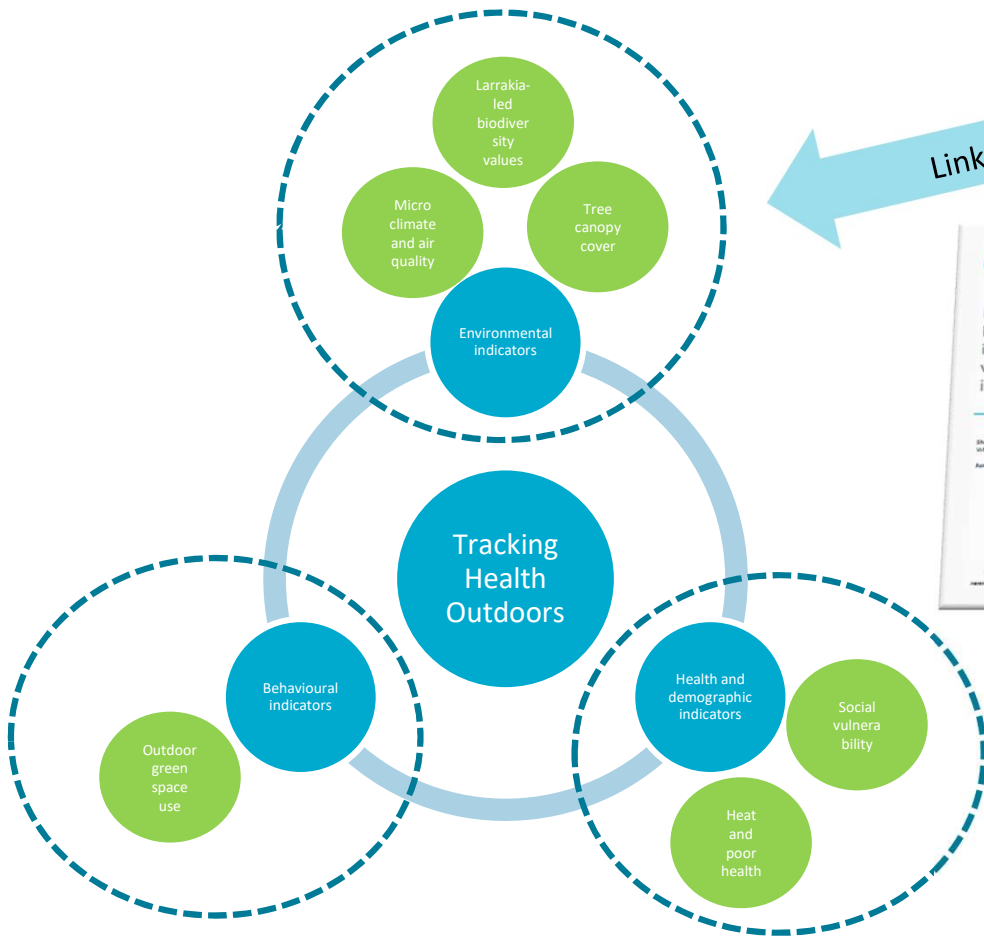 Larrakia-
led
biodiver
sity
values
Micro
climate
and air
quality
Tree
canopy
cover
Environmental
indicators
Link
Tracking
Health
Outdoors
Behavioural
indicators
Outdoor
green
space
use
Health and
demographic
indicators
Social
vulnera
bility
Heat
and
poor
health